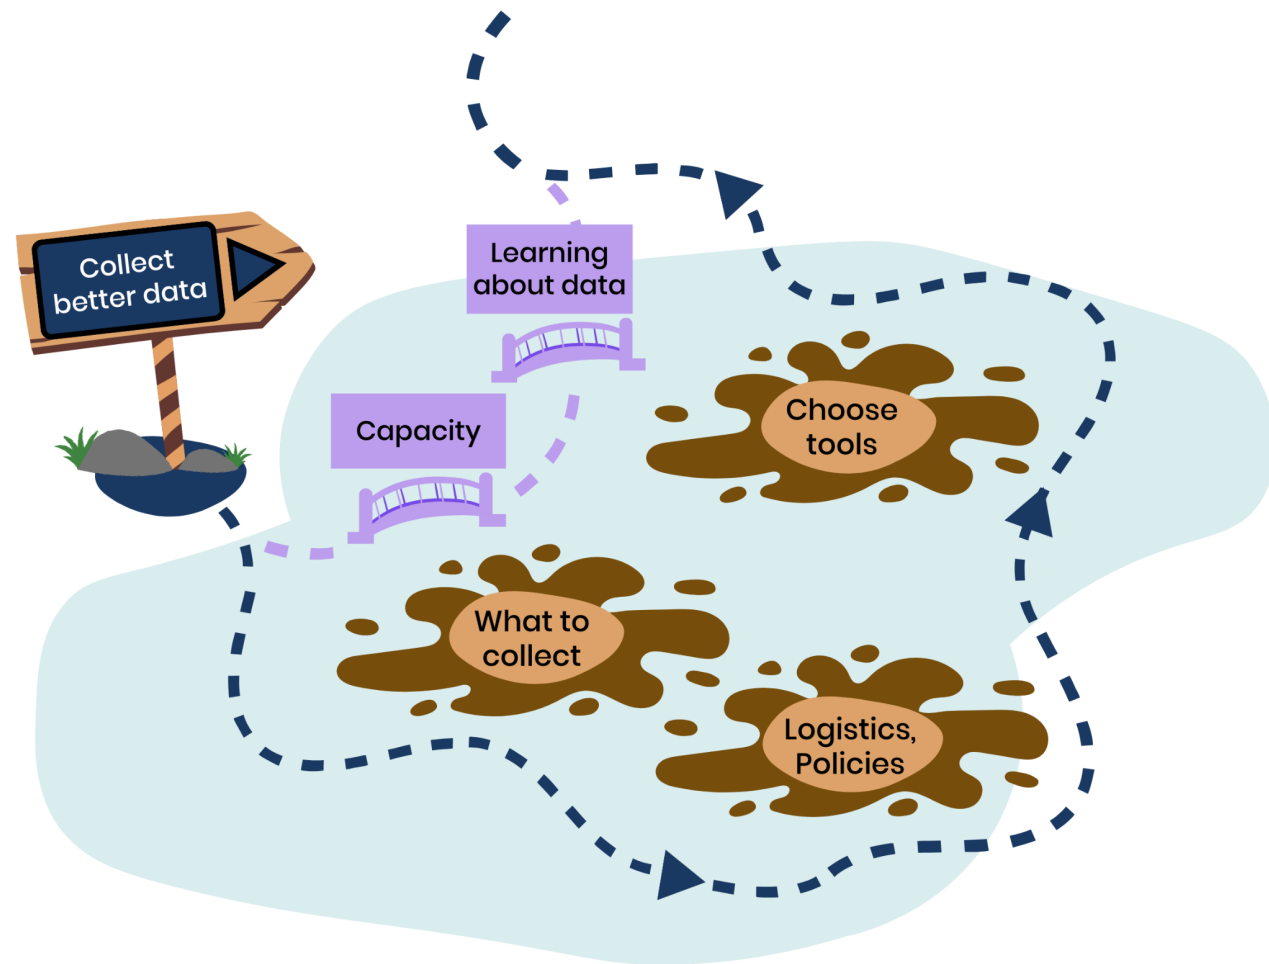 Collect
better data
Learning
about data
Capacity
Choose
tools
What to
collect
Logistics,
Policies